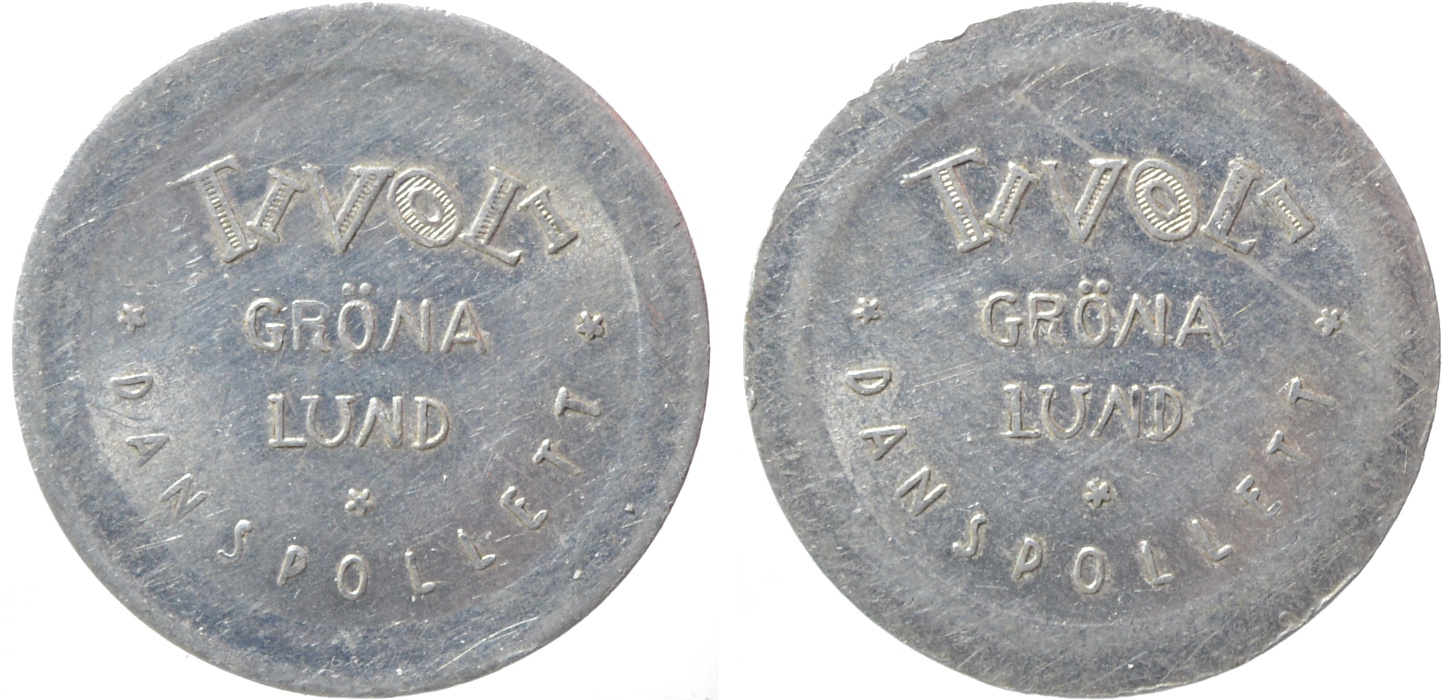 TIVOLI
GRÖNA
LUND
* DANSPOLLETT *
TIVOLI
GRÖNA
LUND
* DANSPOLLETT *